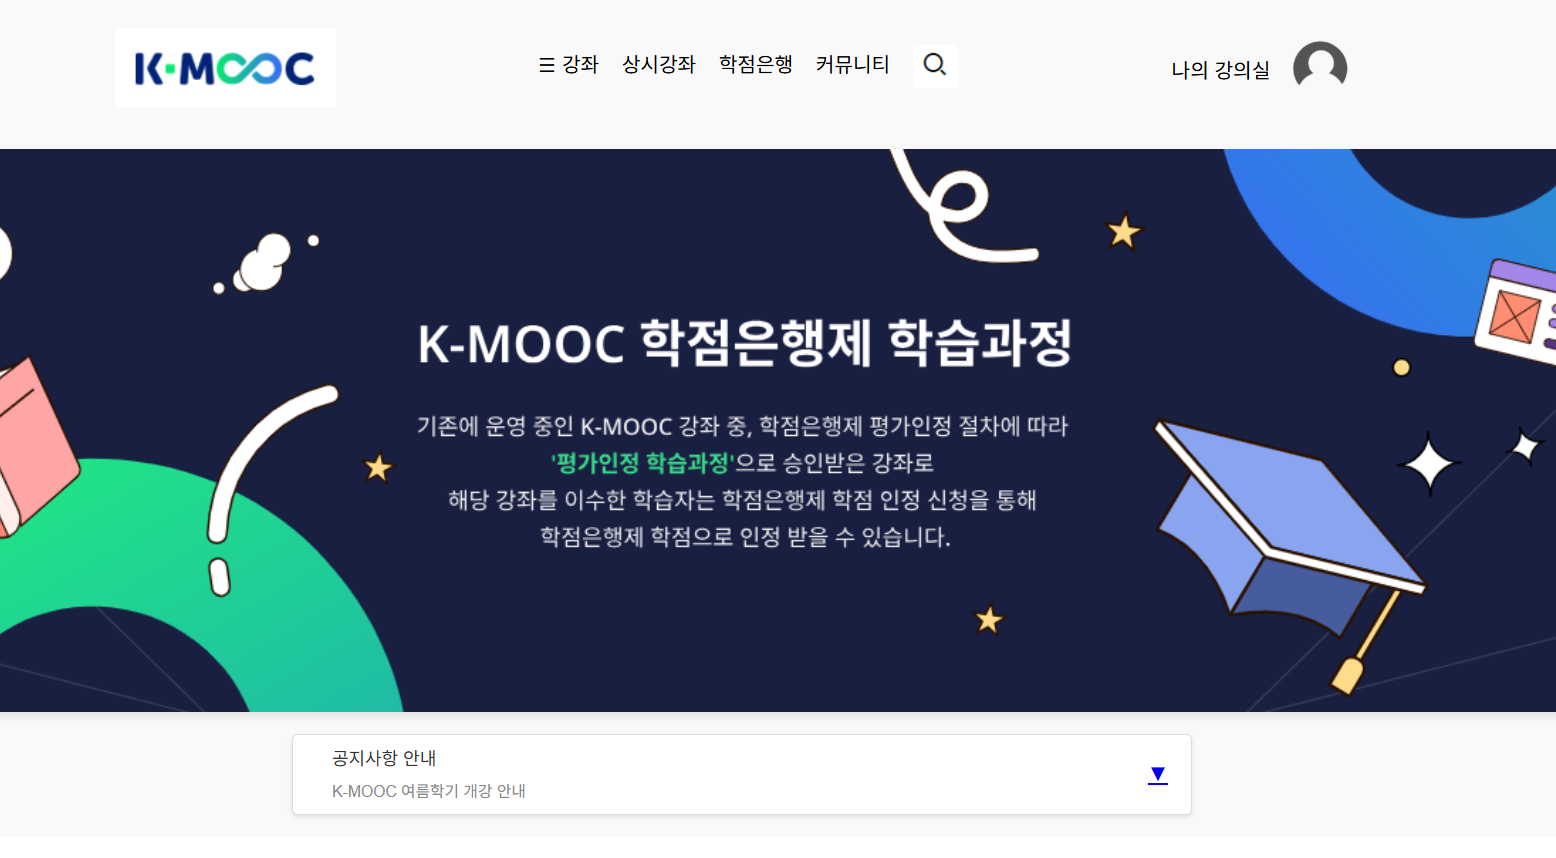 K-MOOC
☰ 강좌 상시강좌 학점은행 커뮤니티
나의 강의실
K-MOOC 학점은행제 학습과정
기존에 운영 중인 K-MOOC 강좌 중, 학점은행제 평가인정 절차에 따라
'평가인정 학습과정'으로 승인받은 강좌로
해당 강좌를 이수한 학습자는 학점은행제 학점 인정 신청을 통해
학점은행제 학점으로 인정 받을 수 있습니다.
공지사항 안내
K-MOOC 여름학기 개강 안내
▼